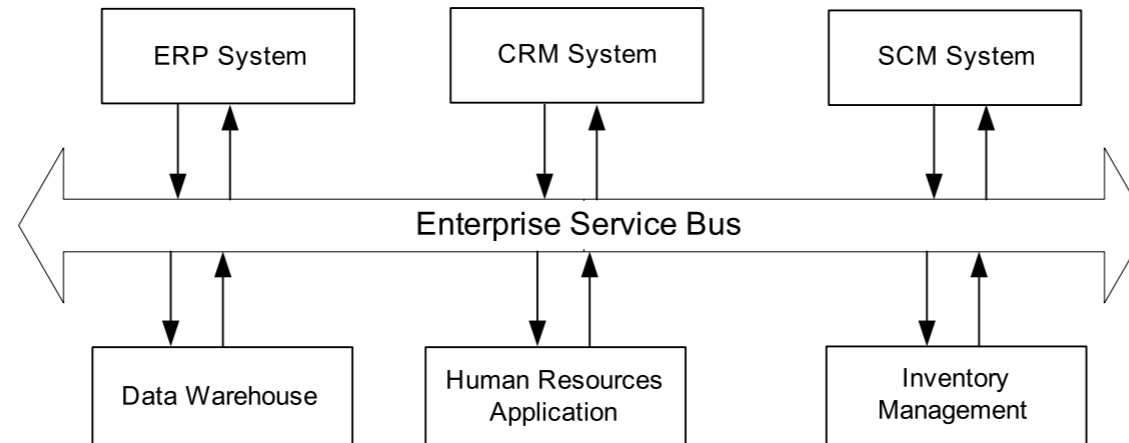 ERP System
CRM System
SCM System
Enterprise Service Bus
Data Warehouse
Human Resources
Application
Inventory
Management